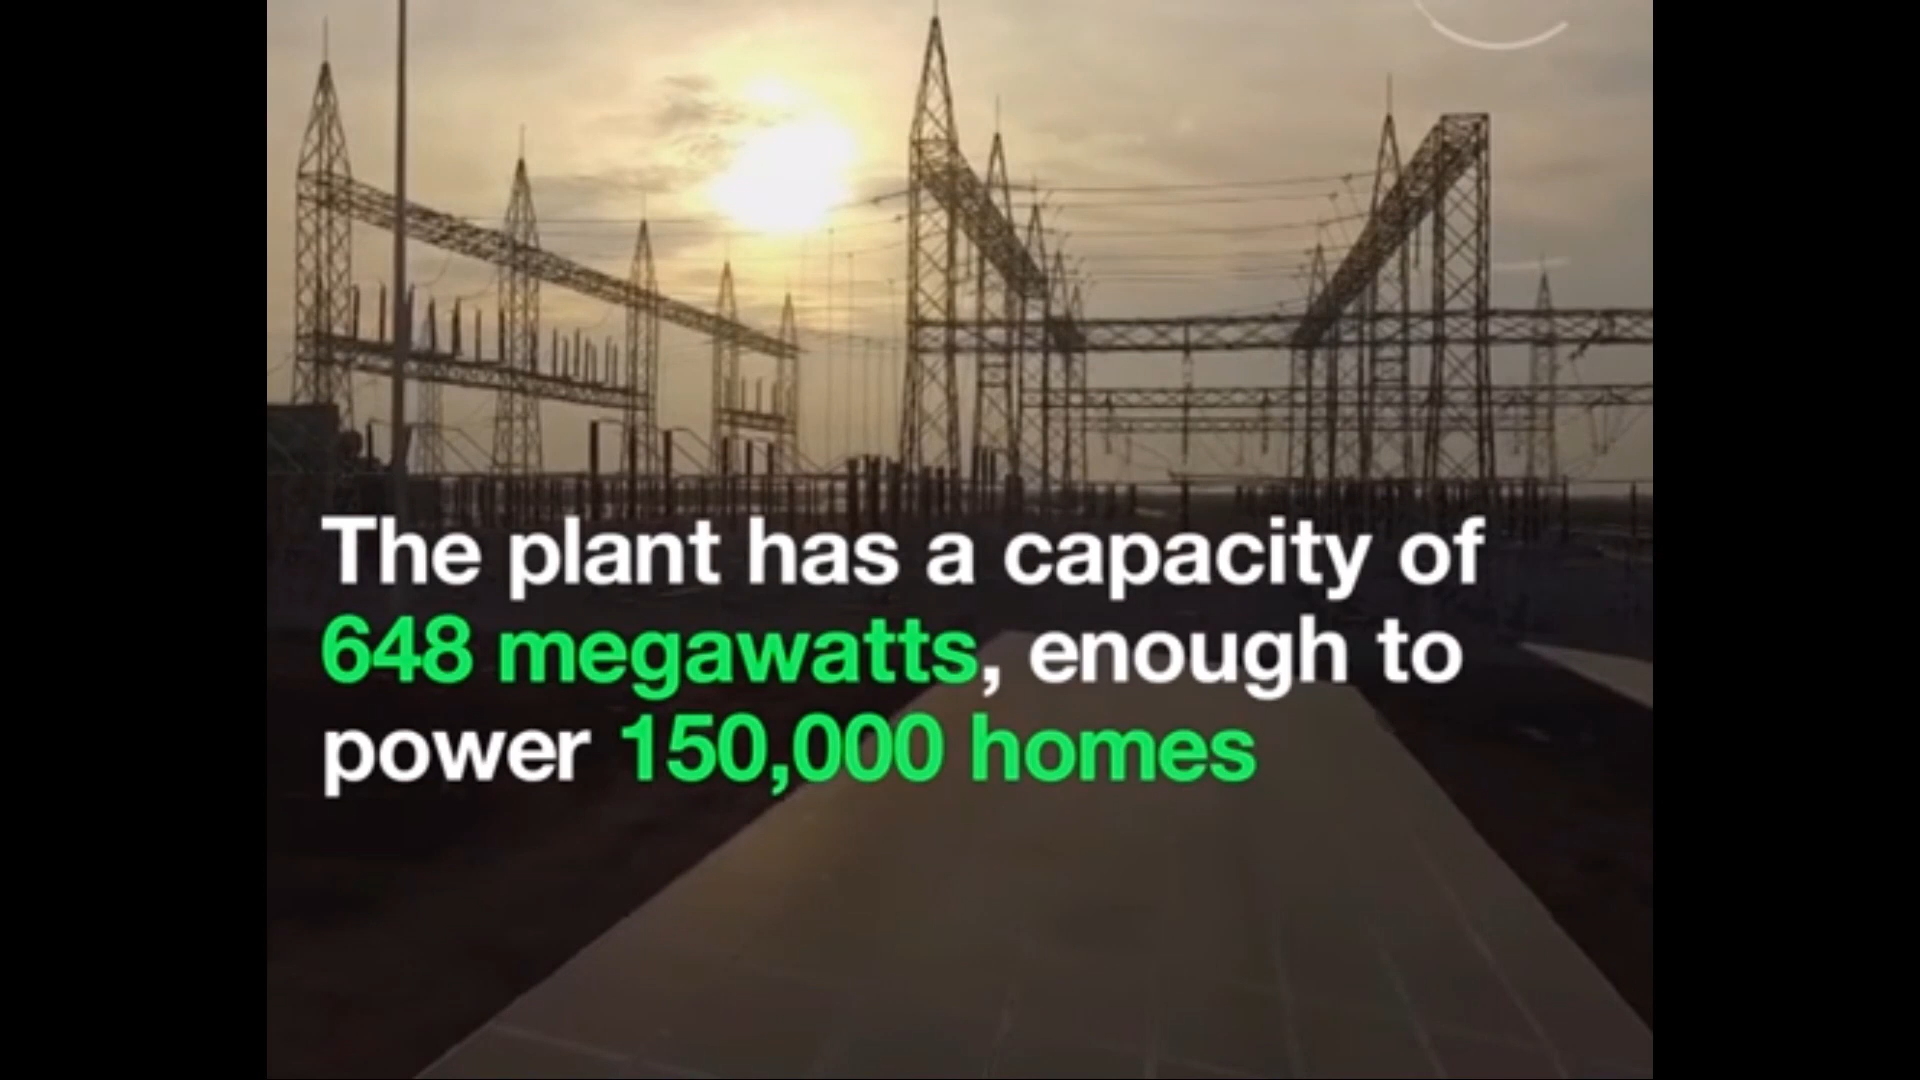 The plant has a capacity of
648 megawatts, enough to
power 150,000 homes